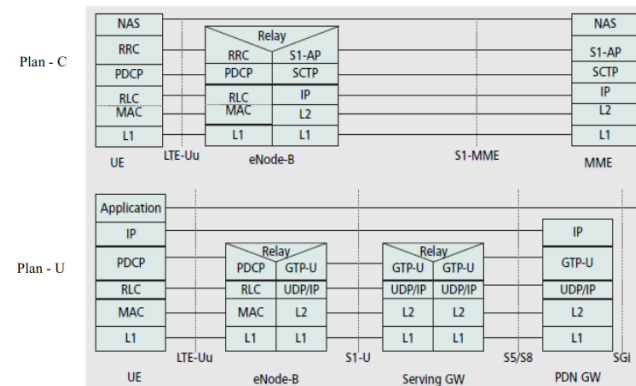 Plan - C
NAS
RRC
PDCP
RLC
MAC
L1
UE
LTE-Uu
Relay
RRC
S1-AP
PDCP
SCTP
RLC
IP
MAC
L2
L1
L1
eNode-B
S1-MME
NAS
S1-AP
SCTP
IP
L2
L1
MME
Plan - U
Application
IP
PDCP
RLC
MAC
L1
UE
LTE-Uu
Relay
PDCP
GTP-U
RLC
UDP/IP
MAC
L2
L1
L1
eNode-B
S1-U
Relay
GTP-U
GTP-U
UDP/IP
UDP/IP
L2
L2
L1
L1
Serving GW
S5/S8
IP
GTP-U
UDP/IP
L2
L1
PDN GW
SGi